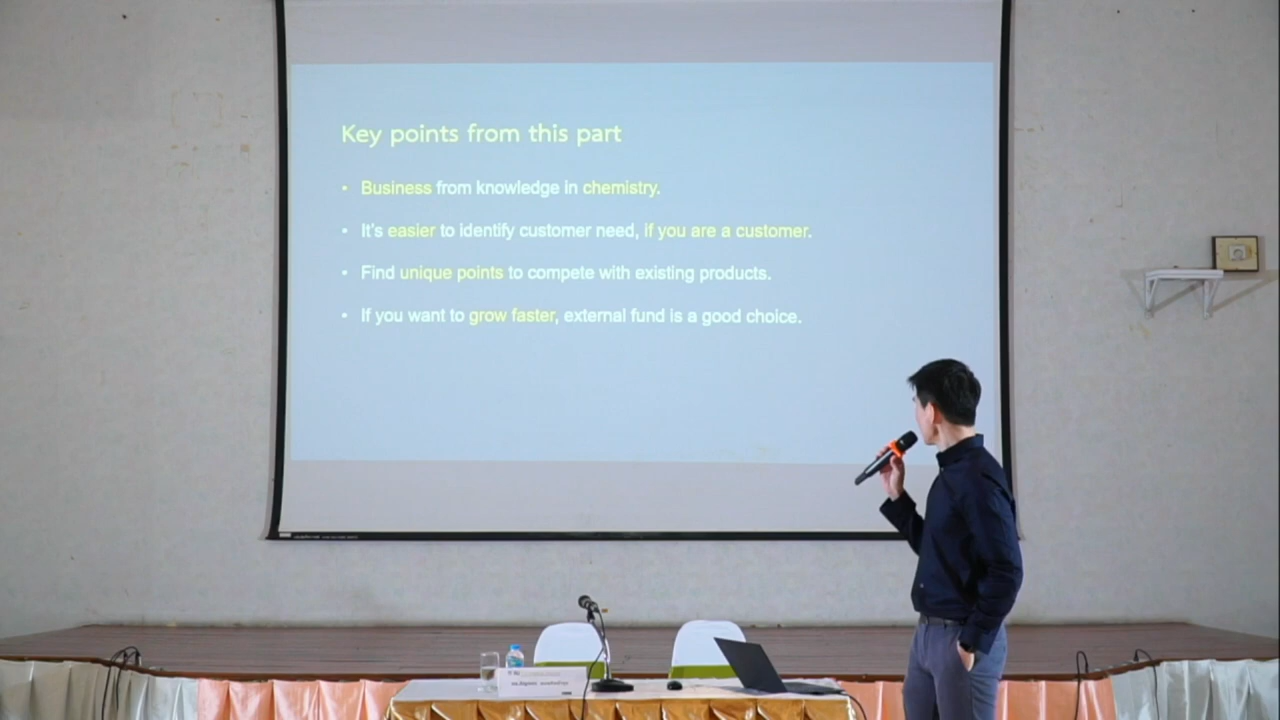 Key points from this part
• Business from knowledge in chemistry.
• It's easier to identify customer need, if you are a customer.
• Find unique points to compete with existing products.
• If you want to grow faster, external fund is a good choice.